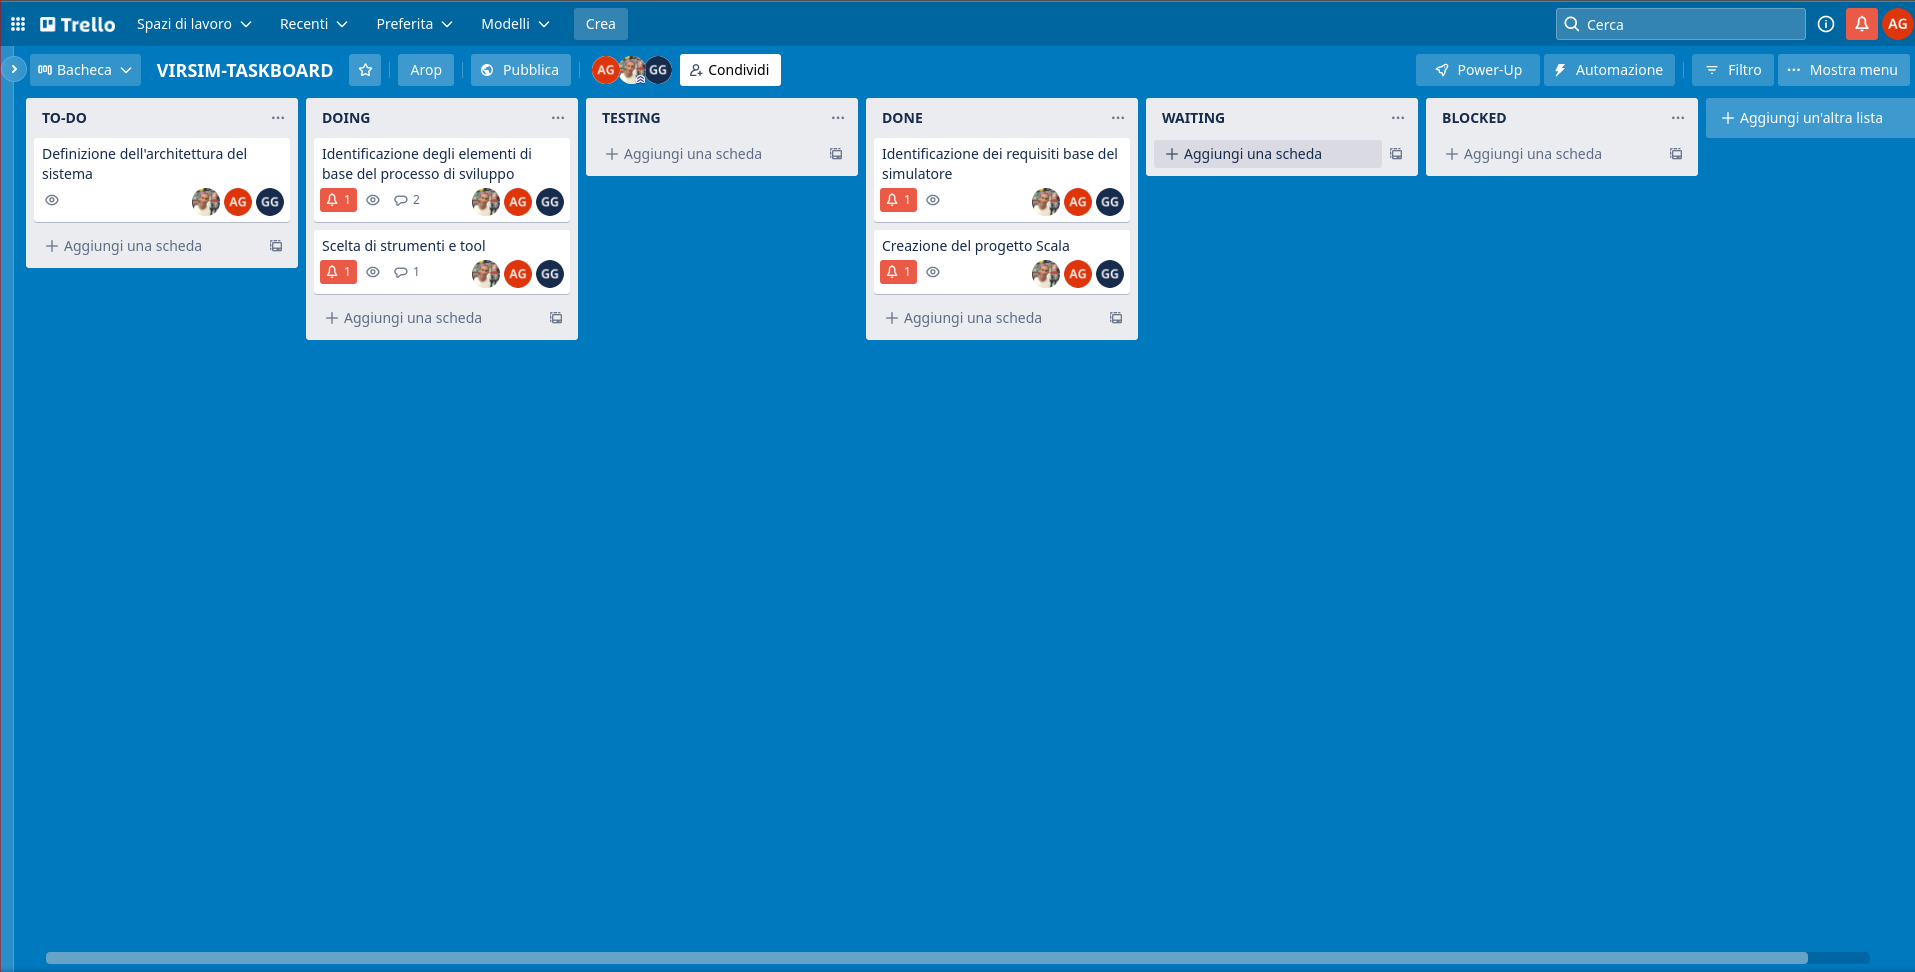 Trello Spazi di lavoro Recenti Preferita Modelli Crea Cerca AG
Bacheca VIRSIM-TASKBOARD Arop Pubblica AG GG Condividi Power-Up Automazione Filtro ··· Mostra menu
TO-DO ···
Definizione dell'architettura del
sistema
AG GG
+ Aggiungi una scheda
DOING ···
Identificazione degli elementi di
base del processo di sviluppo
1 2 AG GG
Scelta di strumenti e tool
1 1 AG GG
+ Aggiungi una scheda
TESTING ···
+ Aggiungi una scheda
DONE ···
Identificazione dei requisiti base del
simulatore
1 AG GG
Creazione del progetto Scala
1 AG GG
+ Aggiungi una scheda
WAITING ···
+ Aggiungi una scheda
BLOCKED ···
+ Aggiungi una scheda
+ Aggiungi un'altra lista